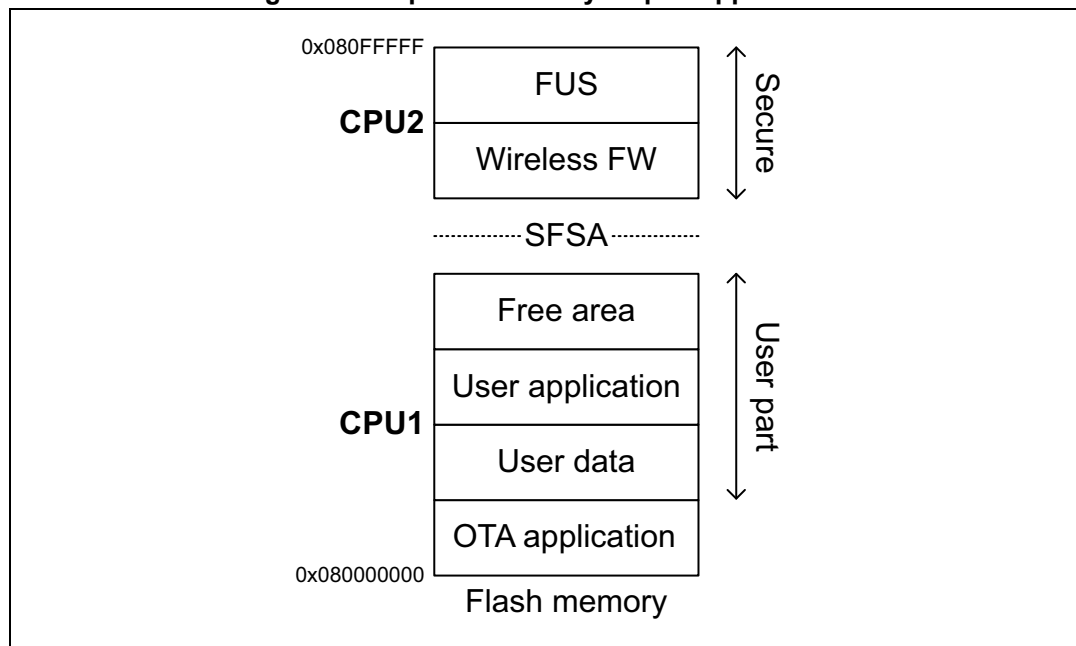 0x080FFFFF
FUS
CPU2
Wireless FW
Secure
SFSA
Free area
User application
CPU1
User data
User part
OTA application
0x080000000
Flash memory